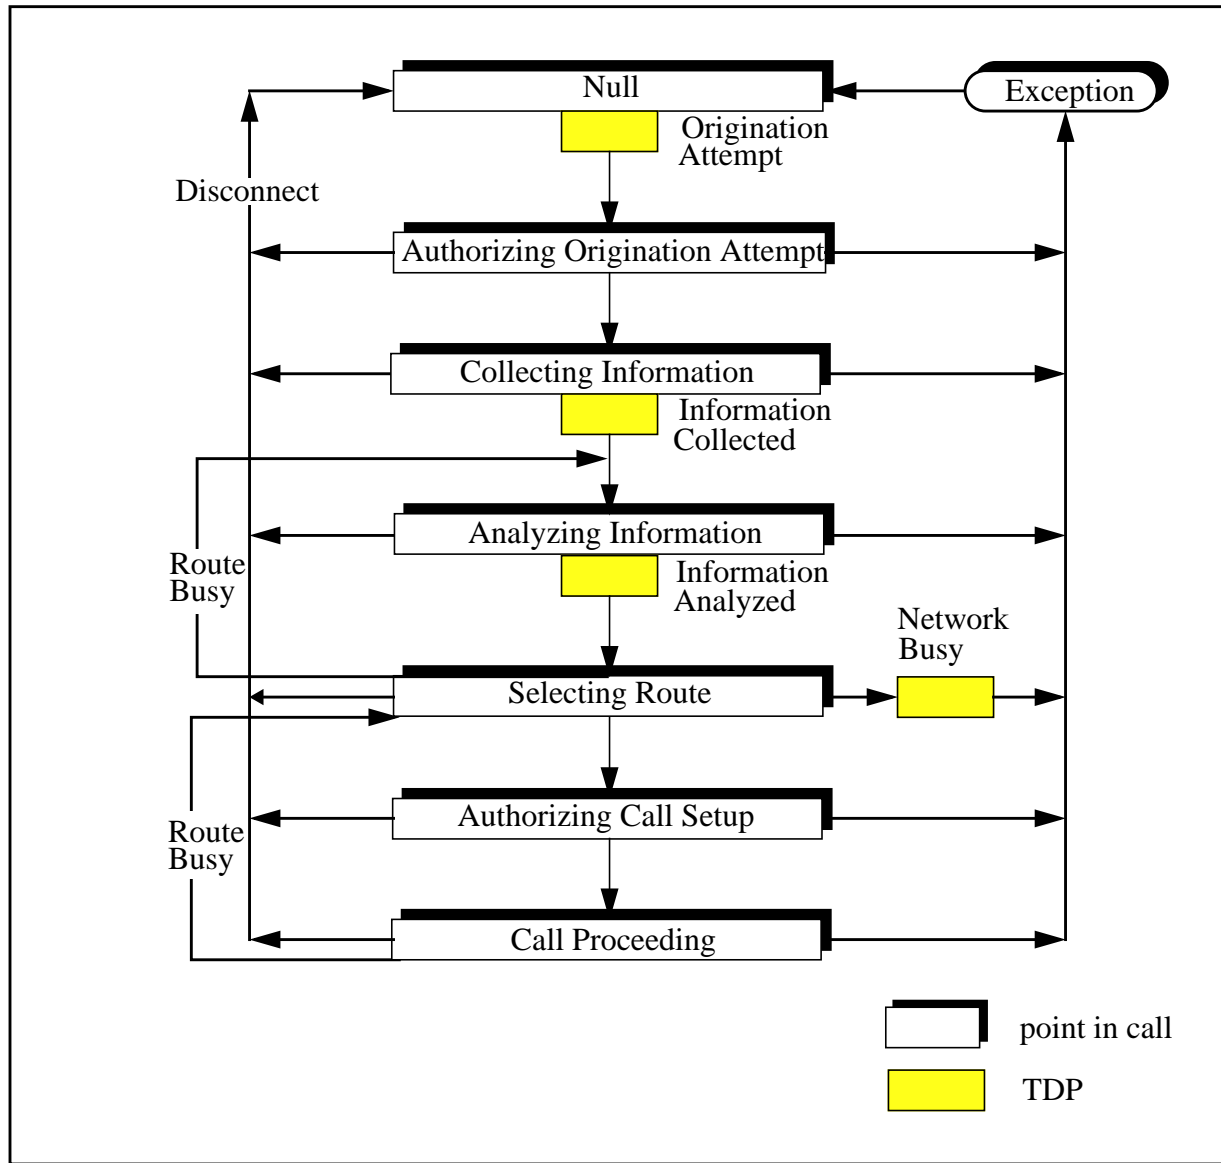 Null
Exception
Origination
Attempt
Disconnect
Authorizing Origination Attempt
Collecting Information
Information
Collected
Analyzing Information
Route
Busy
Information
Analyzed
Network
Busy
Selecting Route
Authorizing Call Setup
Route
Busy
Call Proceeding
point in call
TDP